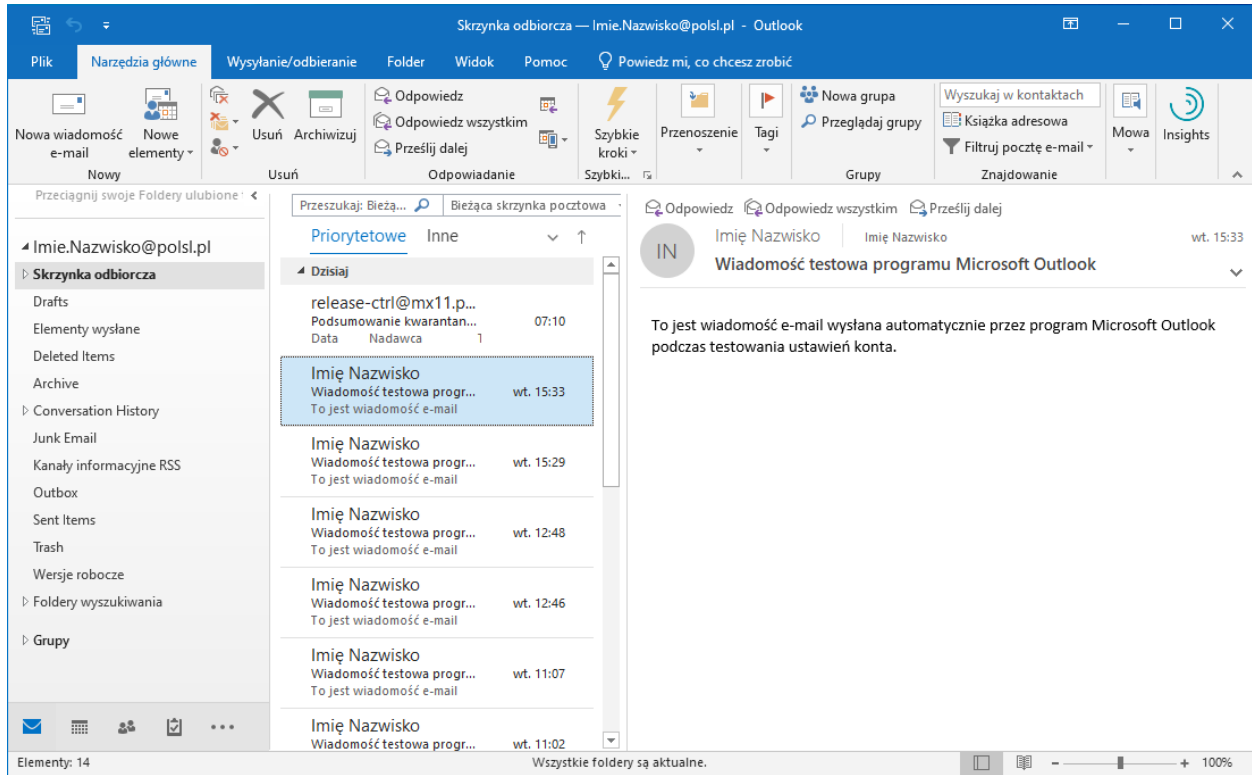 Skrzynka odbiorcza — Imie.Nazwisko@polsl.pl - Outlook
Plik Narzędzia główne Wysyłanie/odbieranie Folder Widok Pomoc Powiedz mi, co chcesz zrobić
Nowa wiadomość
e-mail
Nowe
elementy
Nowy
Usuń Archiwizuj
Usuń
Odpowiedz
Odpowiedz wszystkim
Prześlij dalej
Odpowiadanie
Szybkie
kroki
Szybki...
Przenoszenie
Tagi
Nowa grupa
Przeglądaj grupy
Grupy
Wyszukaj w kontaktach
Książka adresowa
Filtruj pocztę e-mail
Znajdowanie
Mowa
Insights
Przeciągnij swoje Foldery ulubione
Imie.Nazwisko@polsl.pl
Skrzynka odbiorcza
Drafts
Elementy wysłane
Deleted Items
Archive
Conversation History
Junk Email
Kanały informacyjne RSS
Outbox
Sent Items
Trash
Wersje robocze
Foldery wyszukiwania
Grupy
Przeszukaj: Bieżą... Bieżąca skrzynka pocztowa
Priorytetowe Inne
Dzisiaj
release-ctrl@mx11.p...
Podsumowanie kwarantan... 07:10
Data Nadawca 1
Imię Nazwisko
Wiadomość testowa progr... wt. 15:33
To jest wiadomość e-mail
Imię Nazwisko
Wiadomość testowa progr... wt. 15:29
To jest wiadomość e-mail
Imię Nazwisko
Wiadomość testowa progr... wt. 12:48
To jest wiadomość e-mail
Imię Nazwisko
Wiadomość testowa progr... wt. 12:46
To jest wiadomość e-mail
Imię Nazwisko
Wiadomość testowa progr... wt. 11:07
To jest wiadomość e-mail
Imię Nazwisko
Wiadomość testowa progr... wt. 11:02
Odpowiedz Odpowiedz wszystkim Prześlij dalej
IN
Imię Nazwisko Imię Nazwisko wt. 15:33
Wiadomość testowa programu Microsoft Outlook
To jest wiadomość e-mail wysłana automatycznie przez program Microsoft Outlook
podczas testowania ustawień konta.
Elementy: 14 Wszystkie foldery są aktualne. 100%